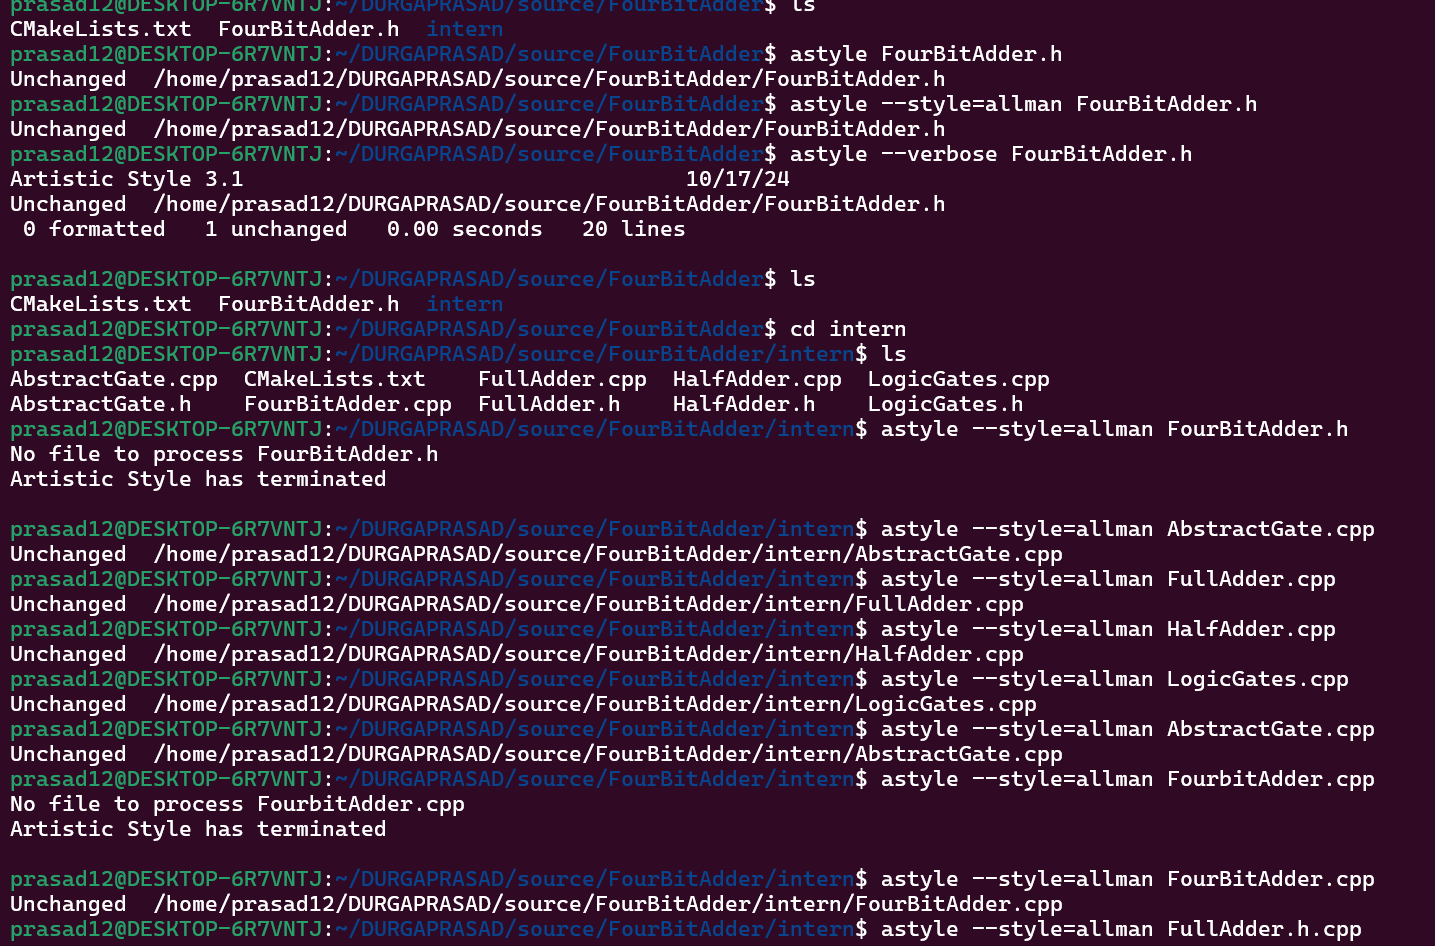 prasad12@DESKTOP-6R7VNTJ:~/DURGAPRASAD/source/FourBitAdder$ ls
CMakeLists.txt  FourBitAdder.h  intern
prasad12@DESKTOP-6R7VNTJ:~/DURGAPRASAD/source/FourBitAdder$ astyle FourBitAdder.h
Unchanged  /home/prasad12/DURGAPRASAD/source/FourBitAdder/FourBitAdder.h
prasad12@DESKTOP-6R7VNTJ:~/DURGAPRASAD/source/FourBitAdder$ astyle --style=allman FourBitAdder.h
Unchanged  /home/prasad12/DURGAPRASAD/source/FourBitAdder/FourBitAdder.h
prasad12@DESKTOP-6R7VNTJ:~/DURGAPRASAD/source/FourBitAdder$ astyle --verbose FourBitAdder.h
Artistic Style 3.1                                  10/17/24
Unchanged  /home/prasad12/DURGAPRASAD/source/FourBitAdder/FourBitAdder.h
 0 formatted   1 unchanged   0.00 seconds   20 lines
prasad12@DESKTOP-6R7VNTJ:~/DURGAPRASAD/source/FourBitAdder$ ls
CMakeLists.txt  FourBitAdder.h  intern
prasad12@DESKTOP-6R7VNTJ:~/DURGAPRASAD/source/FourBitAdder$ cd intern
prasad12@DESKTOP-6R7VNTJ:~/DURGAPRASAD/source/FourBitAdder/intern$ ls
AbstractGate.cpp  CMakeLists.txt    FullAdder.cpp  HalfAdder.cpp  LogicGates.cpp
AbstractGate.h    FourBitAdder.cpp  FullAdder.h    HalfAdder.h    LogicGates.h
prasad12@DESKTOP-6R7VNTJ:~/DURGAPRASAD/source/FourBitAdder/intern$ astyle --style=allman FourBitAdder.h
No file to process FourBitAdder.h
Artistic Style has terminated
prasad12@DESKTOP-6R7VNTJ:~/DURGAPRASAD/source/FourBitAdder/intern$ astyle --style=allman AbstractGate.cpp
Unchanged  /home/prasad12/DURGAPRASAD/source/FourBitAdder/intern/AbstractGate.cpp
prasad12@DESKTOP-6R7VNTJ:~/DURGAPRASAD/source/FourBitAdder/intern$ astyle --style=allman FullAdder.cpp
Unchanged  /home/prasad12/DURGAPRASAD/source/FourBitAdder/intern/FullAdder.cpp
prasad12@DESKTOP-6R7VNTJ:~/DURGAPRASAD/source/FourBitAdder/intern$ astyle --style=allman HalfAdder.cpp
Unchanged  /home/prasad12/DURGAPRASAD/source/FourBitAdder/intern/HalfAdder.cpp
prasad12@DESKTOP-6R7VNTJ:~/DURGAPRASAD/source/FourBitAdder/intern$ astyle --style=allman LogicGates.cpp
Unchanged  /home/prasad12/DURGAPRASAD/source/FourBitAdder/intern/LogicGates.cpp
prasad12@DESKTOP-6R7VNTJ:~/DURGAPRASAD/source/FourBitAdder/intern$ astyle --style=allman AbstractGate.cpp
Unchanged  /home/prasad12/DURGAPRASAD/source/FourBitAdder/intern/AbstractGate.cpp
prasad12@DESKTOP-6R7VNTJ:~/DURGAPRASAD/source/FourBitAdder/intern$ astyle --style=allman FourbitAdder.cpp
No file to process FourbitAdder.cpp
Artistic Style has terminated
prasad12@DESKTOP-6R7VNTJ:~/DURGAPRASAD/source/FourBitAdder/intern$ astyle --style=allman FourBitAdder.cpp
Unchanged  /home/prasad12/DURGAPRASAD/source/FourBitAdder/intern/FourBitAdder.cpp
prasad12@DESKTOP-6R7VNTJ:~/DURGAPRASAD/source/FourBitAdder/intern$ astyle --style=allman FullAdder.h.cpp